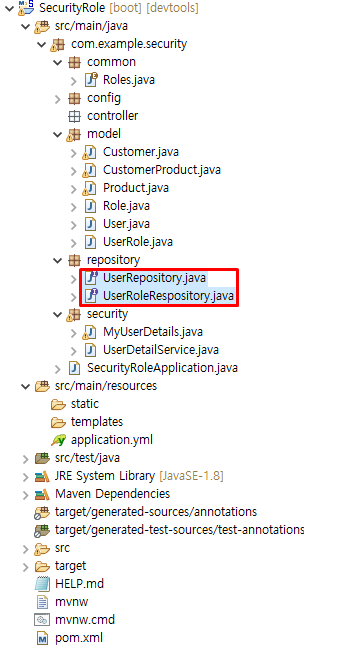 SecurityRole [boot] [devtools]
src/main/java
com.example.security
common
Roles.java
config
controller
model
Customer.java
CustomerProduct.java
Product.java
Role.java
User.java
UserRole.java
repository
UserRepository.java
UserRoleRespository.java
security
MyUserDetails.java
UserDetailService.java
SecurityRoleApplication.java
src/main/resources
static
templates
application.yml
src/test/java
JRE System Library [JavaSE-1.8]
Maven Dependencies
target/generated-sources/annotations
target/generated-test-sources/test-annotations
src
target
HELP.md
mvnw
mvnw.cmd
pom.xml